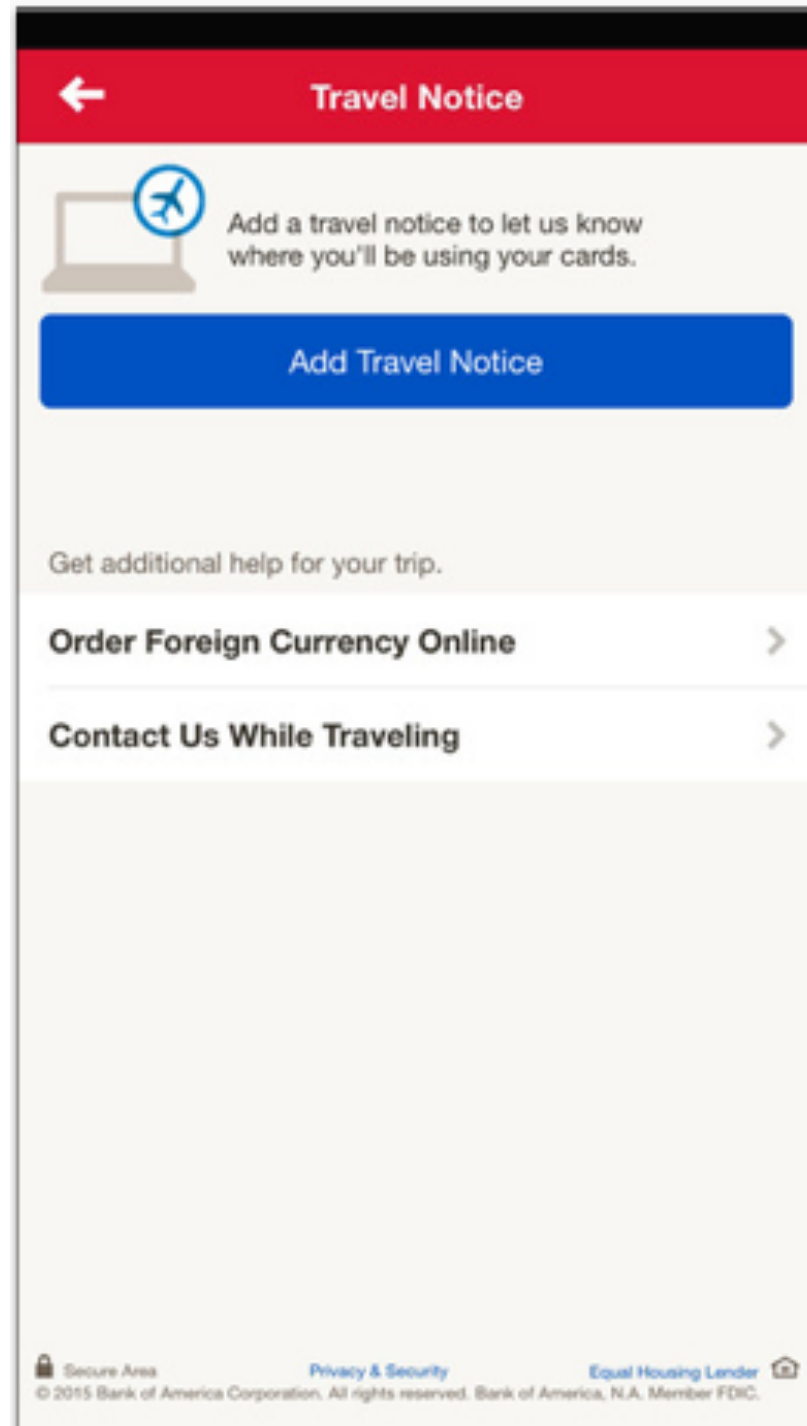 Travel Notice
Add a travel notice to let us know
where you'll be using your cards.
Add Travel Notice
Get additional help for your trip.
Order Foreign Currency Online
Contact Us While Traveling
Secure Area Privacy & Security Equal Housing Lender
© 2015 Bank of America Corporation. All rights reserved. Bank of America, N.A. Member FDIC.